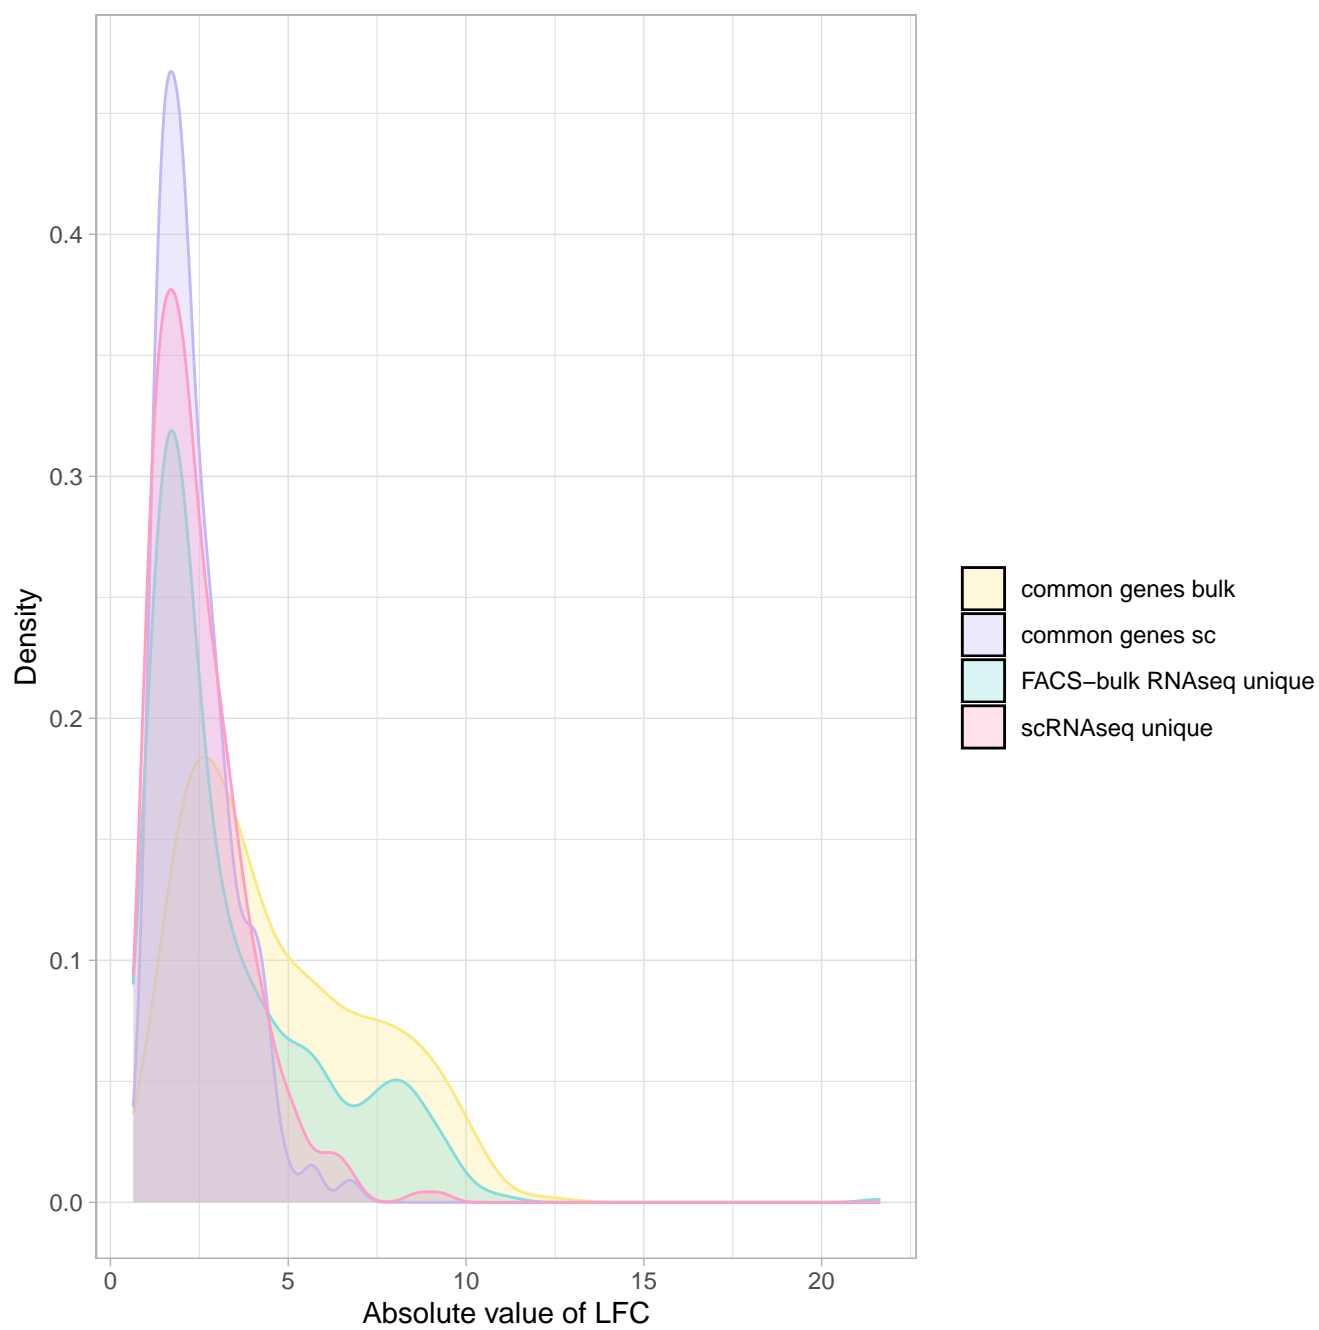 0.4
0.3
0.2
0.1
0.0
Density
0 5 10 15 20
Absolute value of LFC
common genes bulk
common genes sc
FACS−bulk RNAseq unique
scRNAseq unique